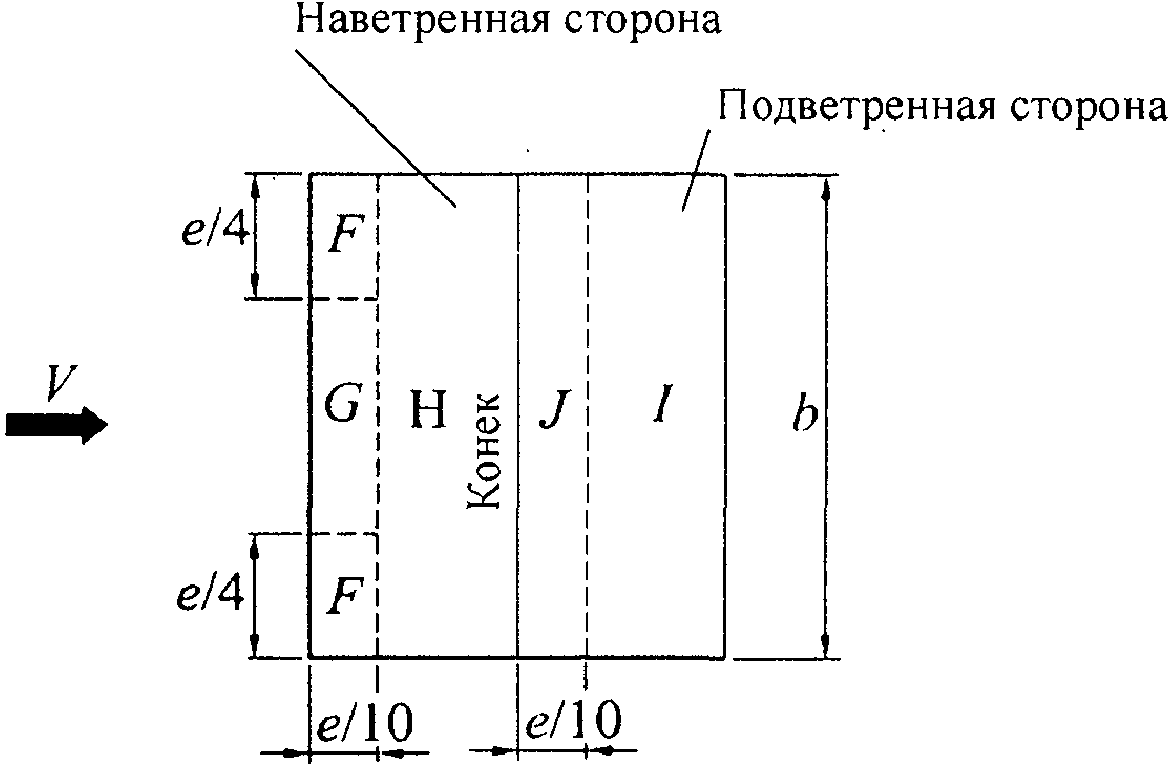 Наветренная сторона
Подветренная сторона
e/4
F
V
G
H
Конек
J
I
b
e/4
F
e/10
e/10